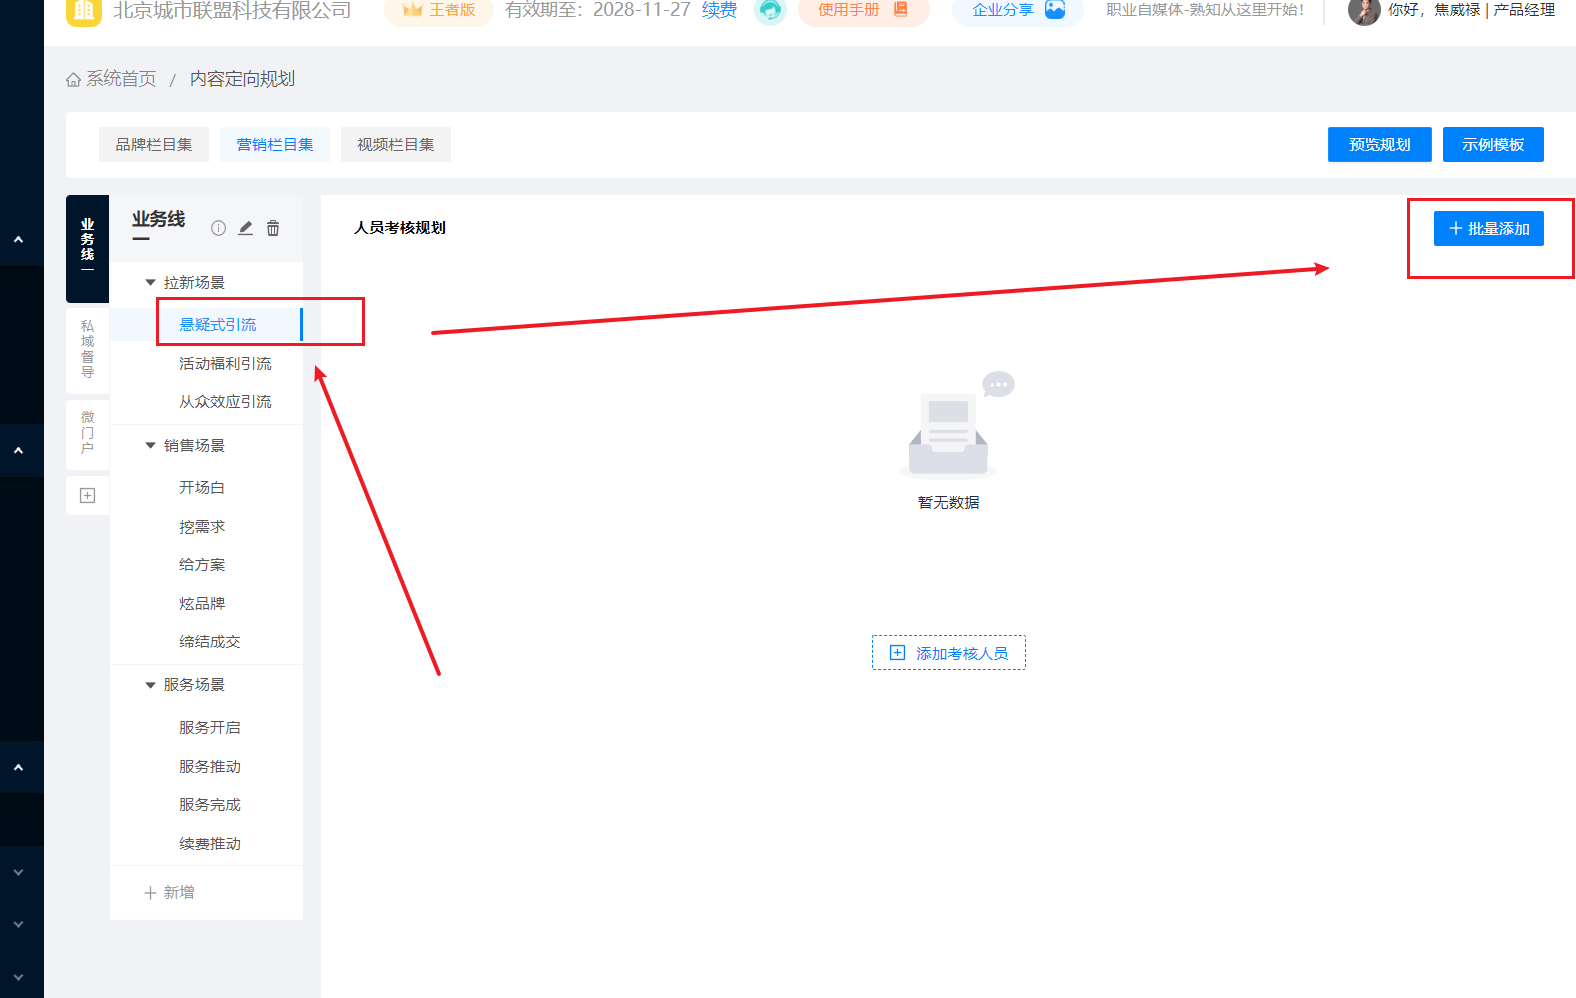 北京城市联盟科技有限公司 王者版 有效期至：2028-11-27 续费 使用手册 企业分享 职业自媒体-熟知从这里开始！ 你好，焦威禄 | 产品经理
系统首页 / 内容定向规划
品牌栏目集 营销栏目集 视频栏目集 预览规划 示例模板
业务线一
私域督导
微门户
业务线
一
拉新场景
悬疑式引流
活动福利引流
从众效应引流
销售场景
开场白
挖需求
给方案
炫品牌
缔结成交
服务场景
服务开启
服务推动
服务完成
续费推动
新增
人员考核规划
批量添加
暂无数据
添加考核人员